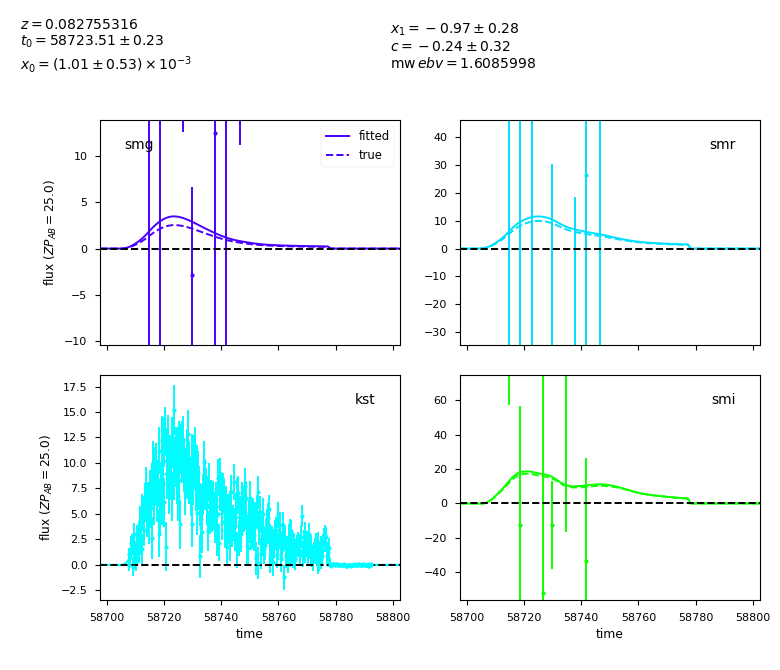 z = 0.082755316
t₀ = 58723.51 ± 0.23
x₀ = (1.01 ± 0.53) × 10⁻³
x₁ = −0.97 ± 0.28
c = −0.24 ± 0.32
mw ebv = 1.6085998
smg
fitted
true
10
5
0
−5
−10
flux (ZP_AB = 25.0)
smr
40
30
20
10
0
−10
−20
−30
kst
17.5
15.0
12.5
10.0
7.5
5.0
2.5
0.0
−2.5
flux (ZP_AB = 25.0)
58700 58720 58740 58760 58780 58800
time
smi
60
40
20
0
−20
−40
58700 58720 58740 58760 58780 58800
time